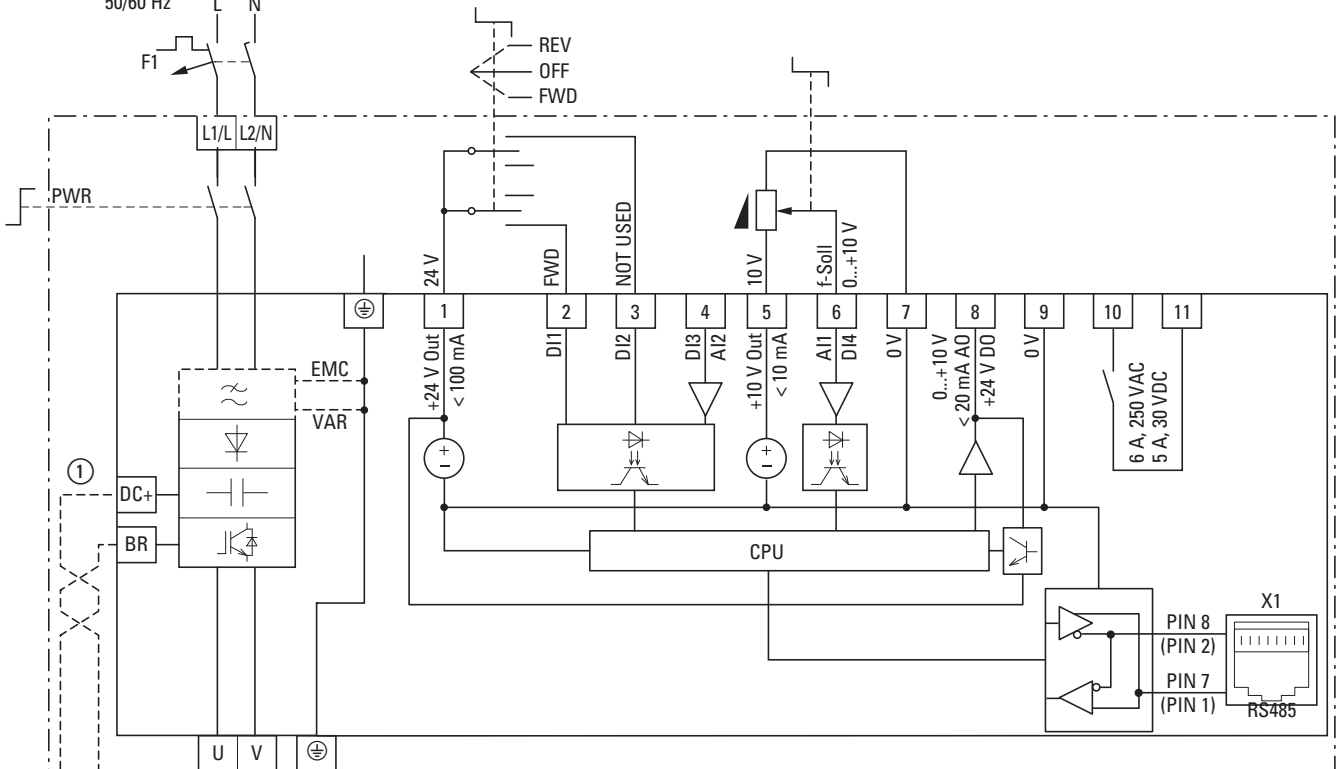 50/60 Hz
L
N
F1
REV
OFF
FWD
L1/L
L2/N
PWR
24 V
FWD
NOT USED
10 V
f-Soll
0...+10 V
1
2
3
4
5
6
7
8
9
10
11
+24 V Out
< 100 mA
DI1
DI2
DI3
AI2
+10 V Out
< 10 mA
AI1
DI4
0 V
0...+10 V
< 20 mA AO
+24 V DO
0 V
6 A, 250 VAC
5 A, 30 VDC
EMC
VAR
1
DC+
BR
CPU
X1
PIN 8
(PIN 2)
PIN 7
(PIN 1)
RS485
U
V